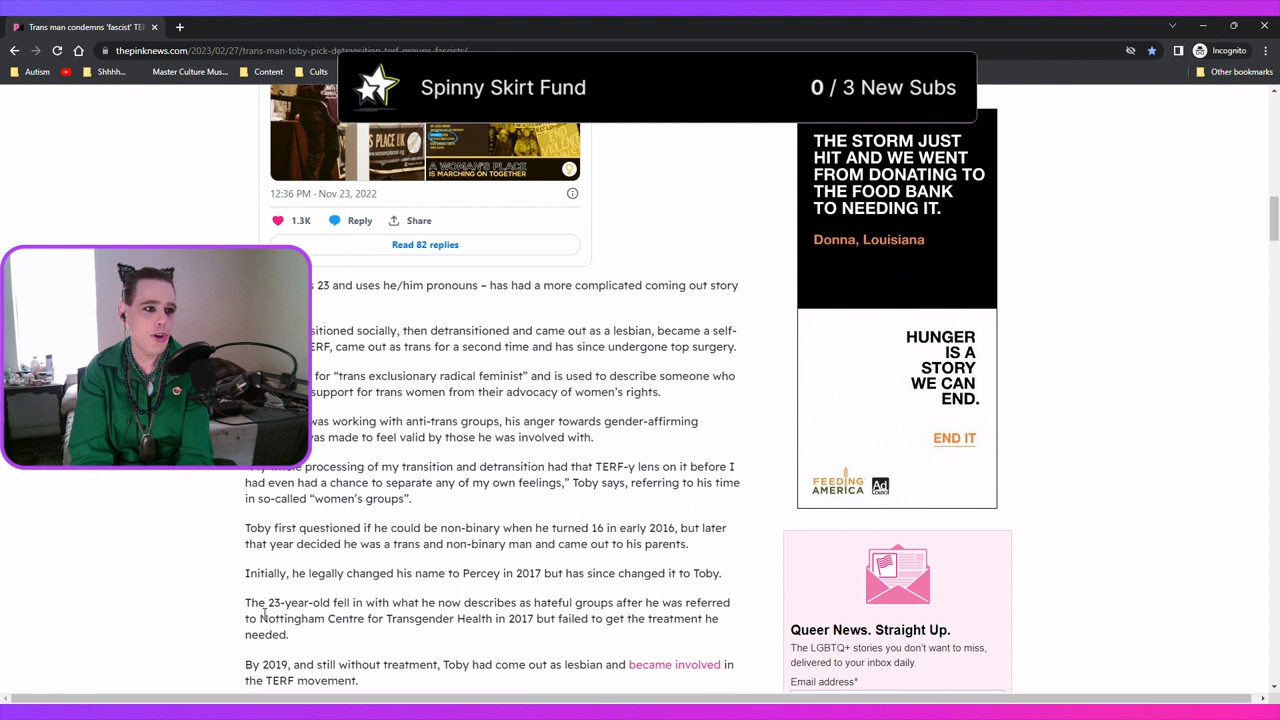 Trans man condemns 'fascist' TER
thepinknews.com/2023/02/27/trans-man-toby-pick-detransition-terf-groups-fascists/
Incognito
Autism
Shhhh...
Master Culture Mus...
Content
Cults
Other bookmarks
Spinny Skirt Fund
0 / 3 New Subs
A WOMAN'S PLACE
IS MARCHING ON TOGETHER
12:36 PM · Nov 23, 2022
1.3K
Reply
Share
Read 82 replies
23 and uses he/him pronouns – has had a more complicated coming out story
socially, then detransitioned and came out as a lesbian, became a self-
came out as trans for a second time and has since undergone top surgery.
for “trans exclusionary radical feminist” and is used to describe someone who
support for trans women from their advocacy of women’s rights.
was working with anti-trans groups, his anger towards gender-affirming
was made to feel valid by those he was involved with.
processing of my transition and detransition had that TERF-y lens on it before I
had even had a chance to separate any of my own feelings,” Toby says, referring to his time
in so-called “women’s groups”.
Toby first questioned if he could be non-binary when he turned 16 in early 2016, but later
that year decided he was a trans and non-binary man and came out to his parents.
Initially, he legally changed his name to Percey in 2017 but has since changed it to Toby.
The 23-year-old fell in with what he now describes as hateful groups after he was referred
to Nottingham Centre for Transgender Health in 2017 but failed to get the treatment he
needed.
By 2019, and still without treatment, Toby had come out as lesbian and became involved in
the TERF movement.
THE STORM JUST
HIT AND WE WENT
FROM DONATING TO
THE FOOD BANK
TO NEEDING IT.
Donna, Louisiana
HUNGER
IS A
STORY
WE CAN
END.
END IT
FEEDING
AMERICA
Ad
Queer News. Straight Up.
The LGBTQ+ stories you don’t want to miss,
delivered to your inbox daily.
Email address*